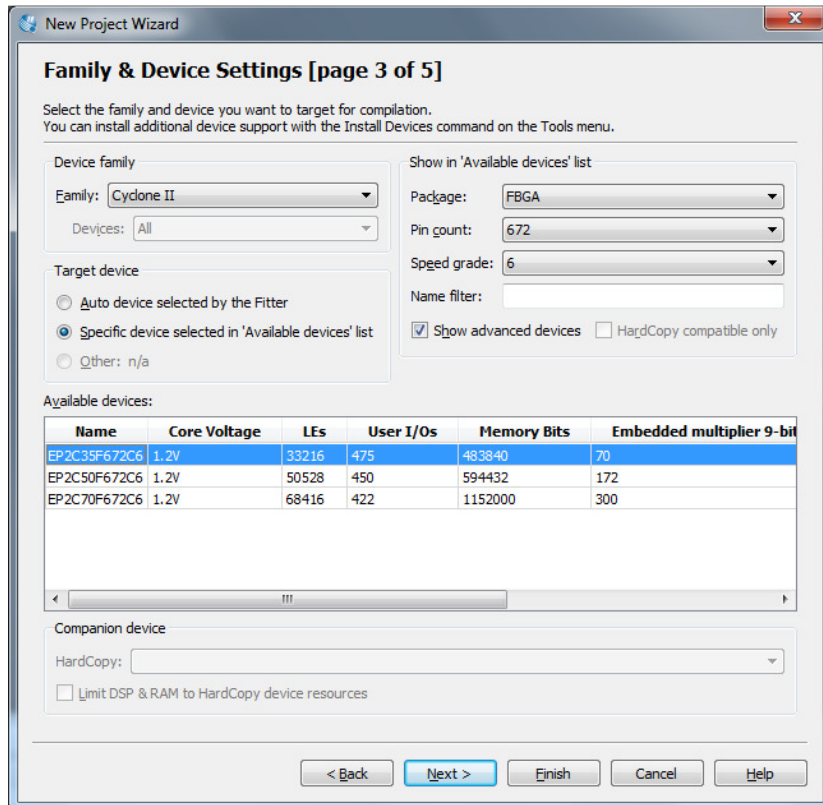 New Project Wizard
Family & Device Settings [page 3 of 5]
Select the family and device you want to target for compilation.
You can install additional device support with the Install Devices command on the Tools menu.
Device family
Family: Cyclone II
Devices: All
Target device
Auto device selected by the Fitter
Specific device selected in 'Available devices' list
Other: n/a
Show in 'Available devices' list
Package: FBGA
Pin count: 672
Speed grade: 6
Name filter:
Show advanced devices HardCopy compatible only
Available devices:
Name Core Voltage LEs User I/Os Memory Bits Embedded multiplier 9-bit
EP2C35F672C6 1.2V 33216 475 483840 70
EP2C50F672C6 1.2V 50528 450 594432 172
EP2C70F672C6 1.2V 68416 422 1152000 300
Companion device
HardCopy:
Limit DSP & RAM to HardCopy device resources
< Back Next > Finish Cancel Help